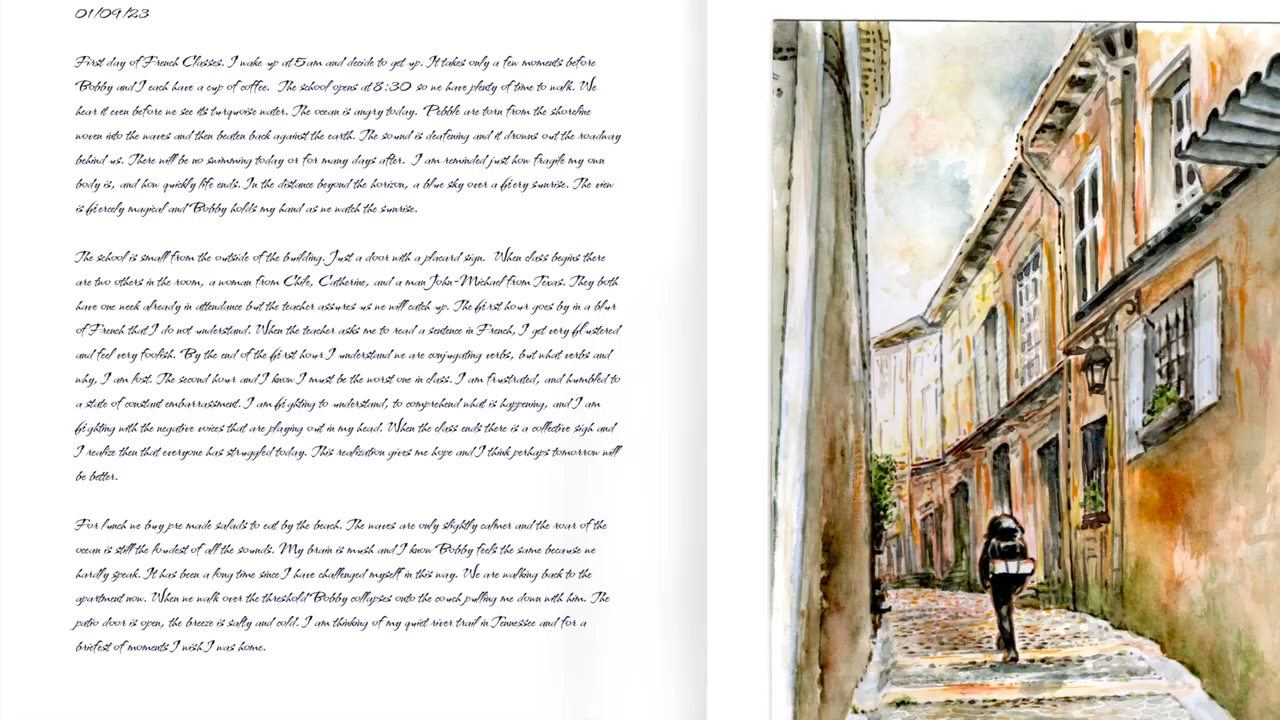 01/09/23
First day of French Classes. I wake up at 5am and decide to get up. It takes only a few moments before
Bobby and I each have a cup of coffee. The school opens at 8:30 so we have plenty of time to walk. We
hear it even before we see its turquoise water. The ocean is angry today. Pebble are torn from the shoreline
woven into the waves and then beaten back against the earth. The sound is deafening and it drowns out the roadway
behind us. There will be no swimming today or for many days after. I am reminded just how fragile my own
body is, and how quickly life ends. In the distance beyond the horizon, a blue sky over a fiery sunrise. The view
is fiercely magical and Bobby holds my hand as we watch the sunrise.
The school is small from the outside of the building. Just a door with a placard sign. When class begins there
are two others in the room, a woman from Chile, Catherine, and a man John-Michael from Texas. They both
have one week already in attendance but the teacher assures us we will catch up. The first hour goes by in a blur
of French that I do not understand. When the teacher asks me to read a sentence in French, I get very flustered
and feel very foolish. By the end of the first hour I understand we are conjugating verbs, but what verbs and
why, I am lost. The second hour and I know I must be the worst one in class. I am frustrated, and humbled to
a state of constant embarrassment. I am fighting to understand, to comprehend what is happening, and I am
fighting with the negative voices that are playing out in my head. When the class ends there is a collective sigh and
I realize then that everyone has struggled today. This realization gives me hope and I think perhaps tomorrow will
be better.
For lunch we buy pre made salads to eat by the beach. The waves are only slightly calmer and the roar of the
ocean is still the loudest of all the sounds. My brain is mush and I know Bobby feels the same because we
hardly speak. It has been a long time since I have challenged myself in this way. We are walking back to the
apartment now. When we walk over the threshold Bobby collapses onto the couch pulling me down with him. The
patio door is open, the breeze is salty and cold. I am thinking of my quiet river trail in Tennessee and for a
briefest of moments I wish I was home.